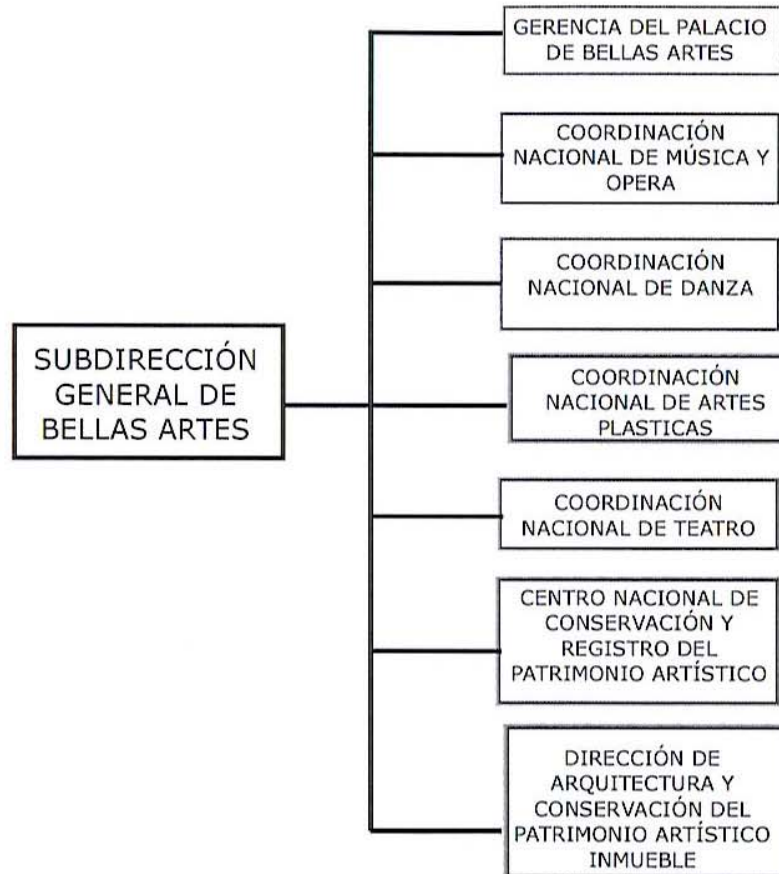 GERENCIA DEL PALACIO
DE BELLAS ARTES
COORDINACIÓN
NACIONAL DE MÚSICA Y
OPERA
COORDINACIÓN
NACIONAL DE DANZA
SUBDIRECCIÓN
GENERAL DE
BELLAS ARTES
COORDINACIÓN
NACIONAL DE ARTES
PLASTICAS
COORDINACIÓN
NACIONAL DE TEATRO
CENTRO NACIONAL DE
CONSERVACIÓN Y
REGISTRO DEL
PATRIMONIO ARTÍSTICO
DIRECCIÓN DE
ARQUITECTURA Y
CONSERVACIÓN DEL
PATRIMONIO ARTÍSTICO
INMUEBLE